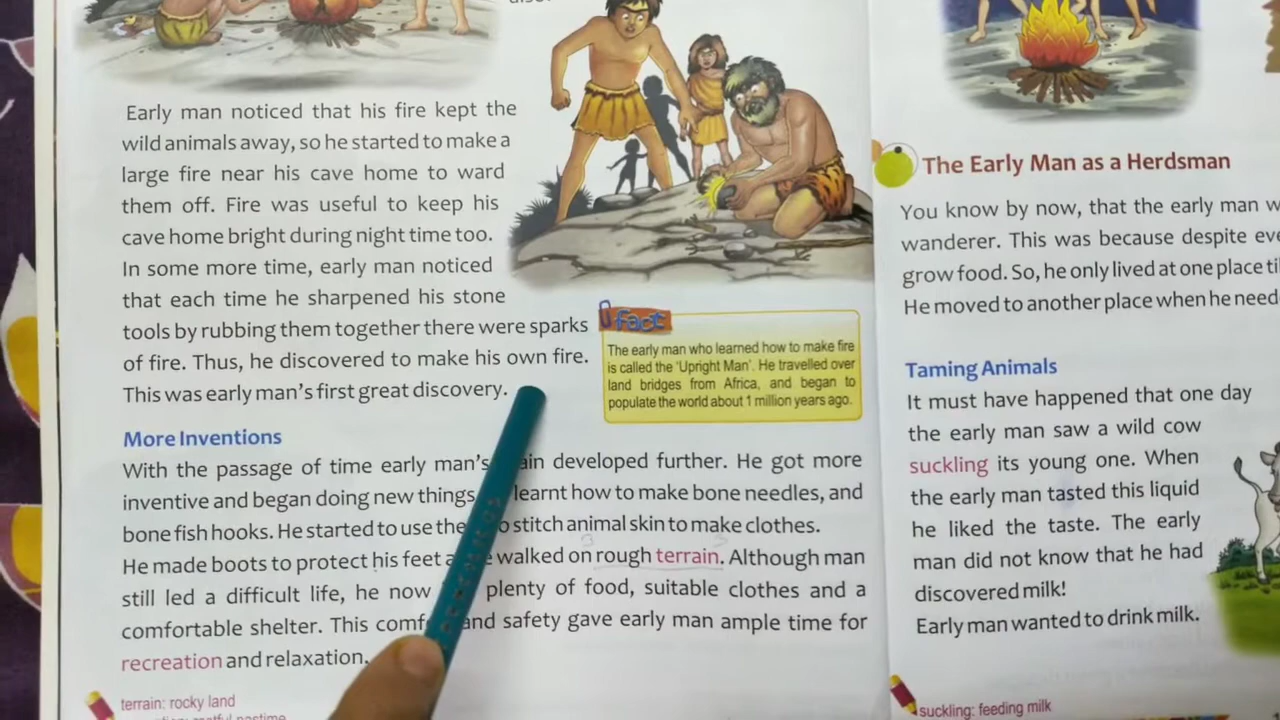 Early man noticed that his fire kept the
wild animals away, so he started to make a
large fire near his cave home to ward
them off. Fire was useful to keep his
cave home bright during night time too.
In some more time, early man noticed
that each time he sharpened his stone
tools by rubbing them together there were sparks
of fire. Thus, he discovered to make his own fire.
This was early man's first great discovery.
fact
The early man who learned how to make fire
is called the 'Upright Man'. He travelled over
land bridges from Africa, and began to
populate the world about 1 million years ago.
More Inventions
With the passage of time early man's developed further. He got more
inventive and began doing new things learnt how to make bone needles, and
bone fish hooks. He started to use stitch animal skin to make clothes.
He made boots to protect his feet walked on rough terrain. Although man
still led a difficult life, he now plenty of food, suitable clothes and a
comfortable shelter. This and safety gave early man ample time for
recreation and relaxation.
terrain: rocky land
The Early Man as a Herdsman
You know by now, that the early man
wanderer. This was because despite
grow food. So, he only lived at one place
He moved to another place when he
Taming Animals
It must have happened that one day
the early man saw a wild cow
suckling its young one. When
the early man tasted this liquid
he liked the taste. The early
man did not know that he had
discovered milk!
Early man wanted to drink milk.
suckling: feeding milk